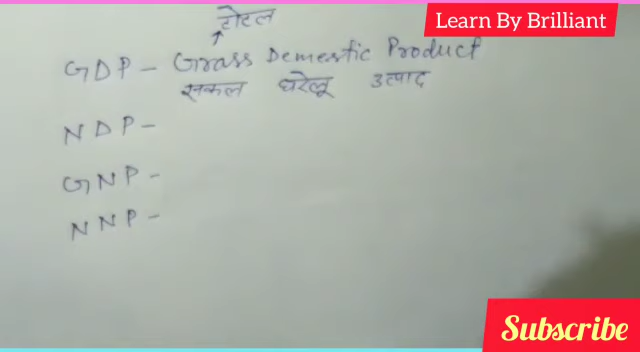 Learn By Brilliant
टोटल
GDP - Grass Demestic Product
सकल घरेलू उत्पाद
NDP -
GNP -
NNP -
Subscribe